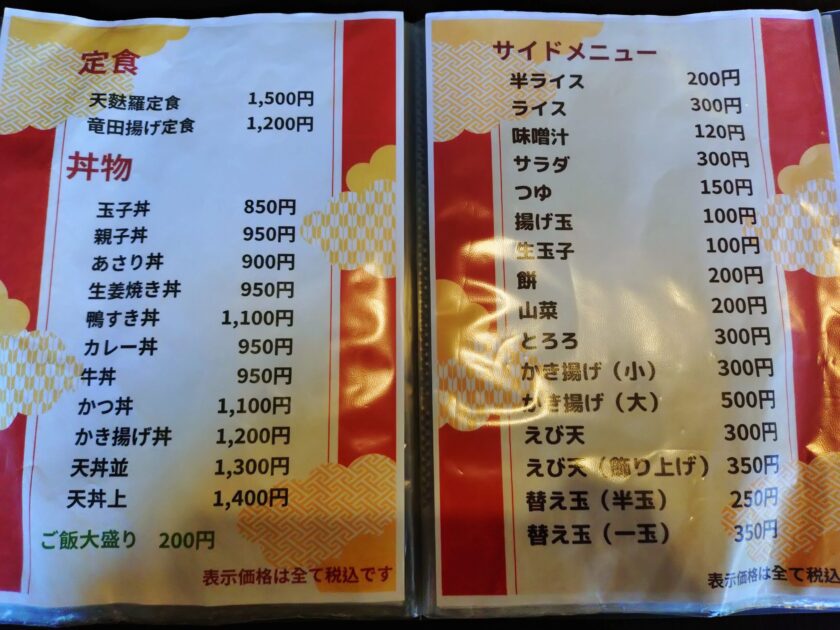 定食
天麩羅定食 1,500円
竜田揚げ定食 1,200円
丼物
玉子丼 850円
親子丼 950円
あさり丼 900円
生姜焼き丼 950円
鴨すき丼 1,100円
カレー丼 950円
牛丼 950円
かつ丼 1,100円
かき揚げ丼 1,200円
天丼並 1,300円
天丼上 1,400円
ご飯大盛り 200円
表示価格は全て税込です
サイドメニュー
半ライス 200円
ライス 300円
味噌汁 120円
サラダ 300円
つゆ 150円
揚げ玉 100円
生玉子 100円
餅 200円
山菜 200円
とろろ 300円
かき揚げ（小） 300円
かき揚げ（大） 500円
えび天 300円
えび天（飾り上げ） 350円
替え玉（半玉） 250円
替え玉（一玉） 350円
表示価格は全て税込